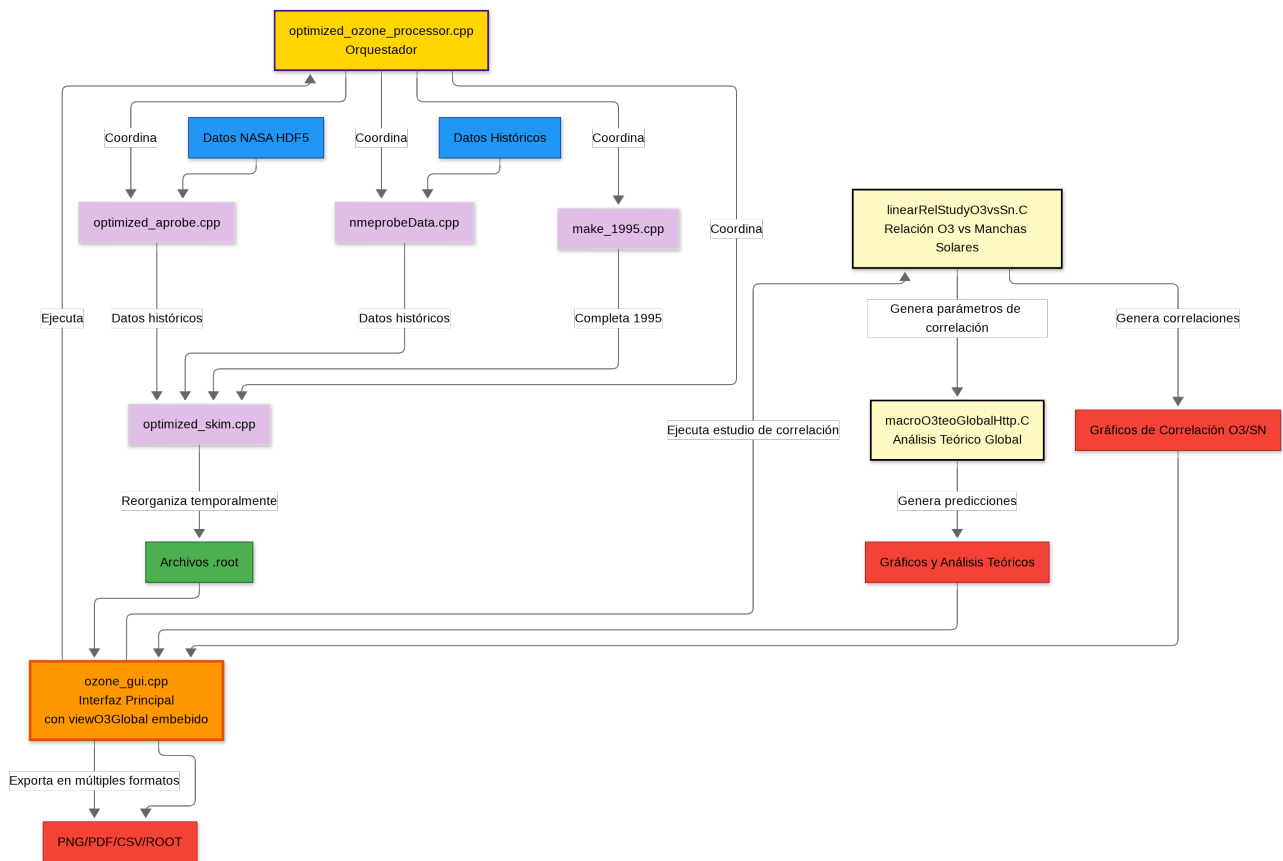 optimized_ozone_processor.cpp
Orquestador
Coordina
Datos NASA HDF5
Coordina
Datos Históricos
Coordina
optimized_aprobe.cpp
nmeprobeData.cpp
make_1995.cpp
Coordina
linearRelStudyO3vsSn.C
Relación O3 vs Manchas
Solares
Ejecuta
Datos históricos
Datos históricos
Completa 1995
Genera parámetros de
correlación
Genera correlaciones
optimized_skim.cpp
Ejecuta estudio de correlación
macroO3teoGlobalHttp.C
Análisis Teórico Global
Gráficos de Correlación O3/SN
Reorganiza temporalmente
Genera predicciones
Archivos .root
Gráficos y Análisis Teóricos
ozone_gui.cpp
Interfaz Principal
con viewO3Global embebido
Exporta en múltiples formatos
PNG/PDF/CSV/ROOT